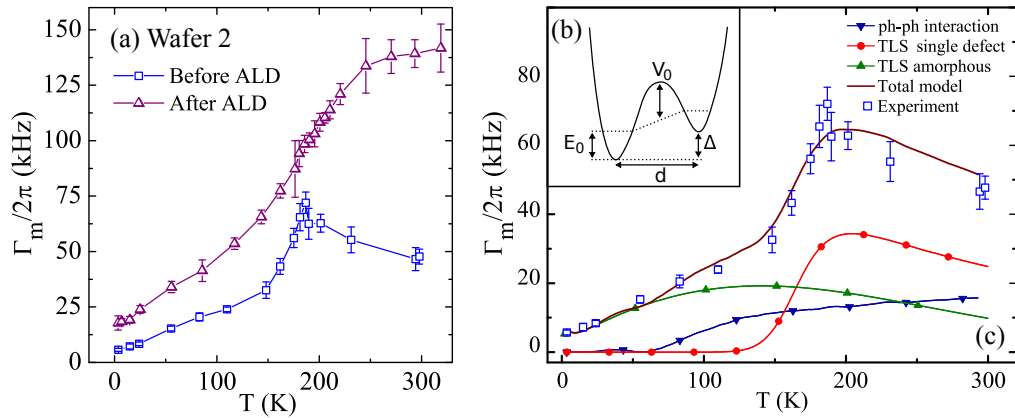 (a) Wafer 2
Before ALD
After ALD
Γm/2π (kHz)
150
125
100
75
50
25
0
0 100 200 300
T (K)
(b)
V0
E0
Δ
d
ph-ph interaction
TLS single defect
TLS amorphous
Total model
Experiment
(c)
Γm/2π (kHz)
80
60
40
20
0
0 100 200 300
T (K)